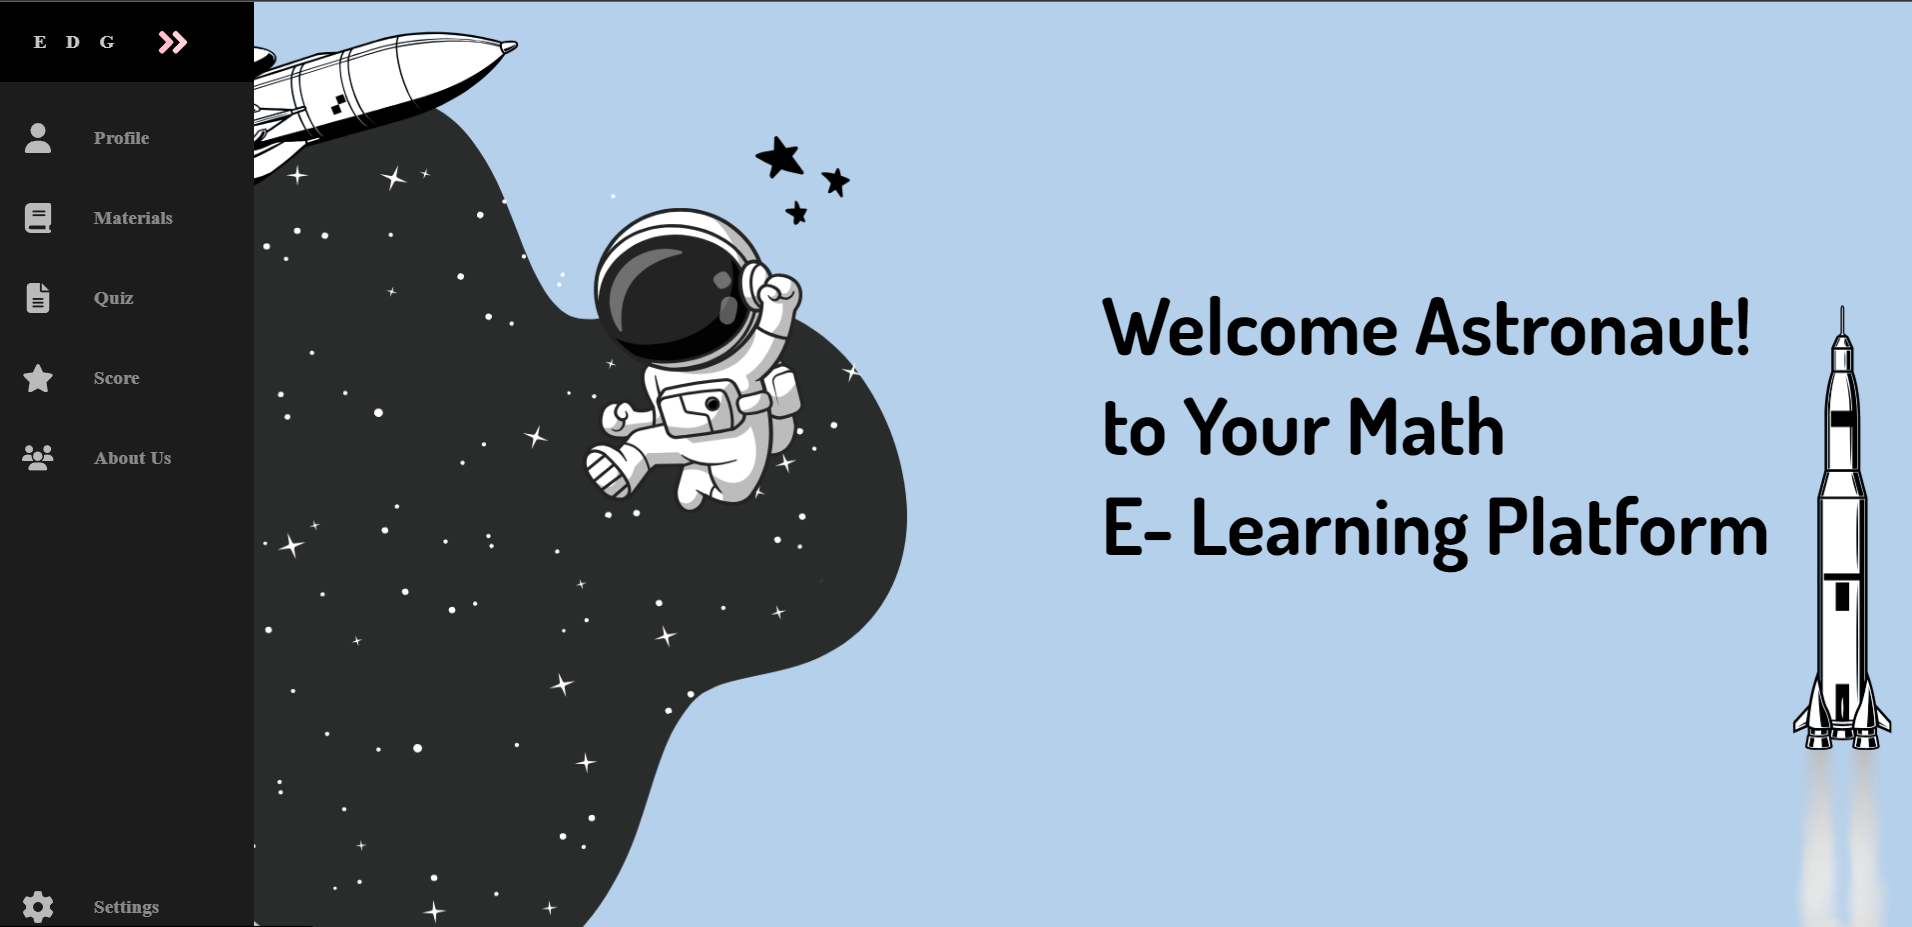 E D G
Profile
Materials
Quiz
Score
About Us
Settings
Welcome Astronaut!
to Your Math
E- Learning Platform